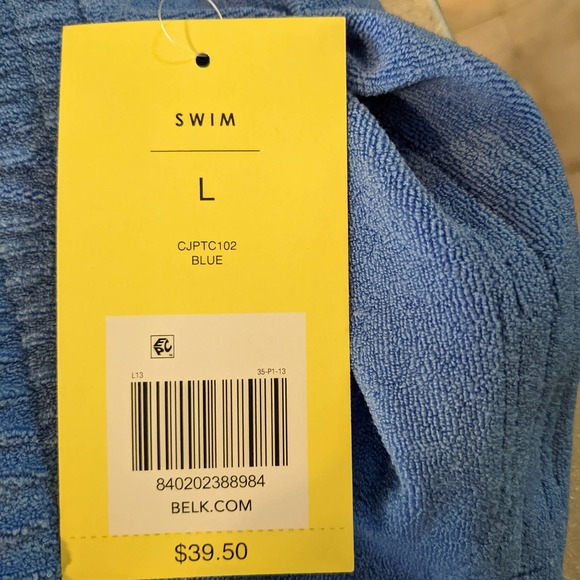 SWIM
L
CJPTC102
BLUE
L13 35-P1-13
840202388984
BELK.COM
$39.50